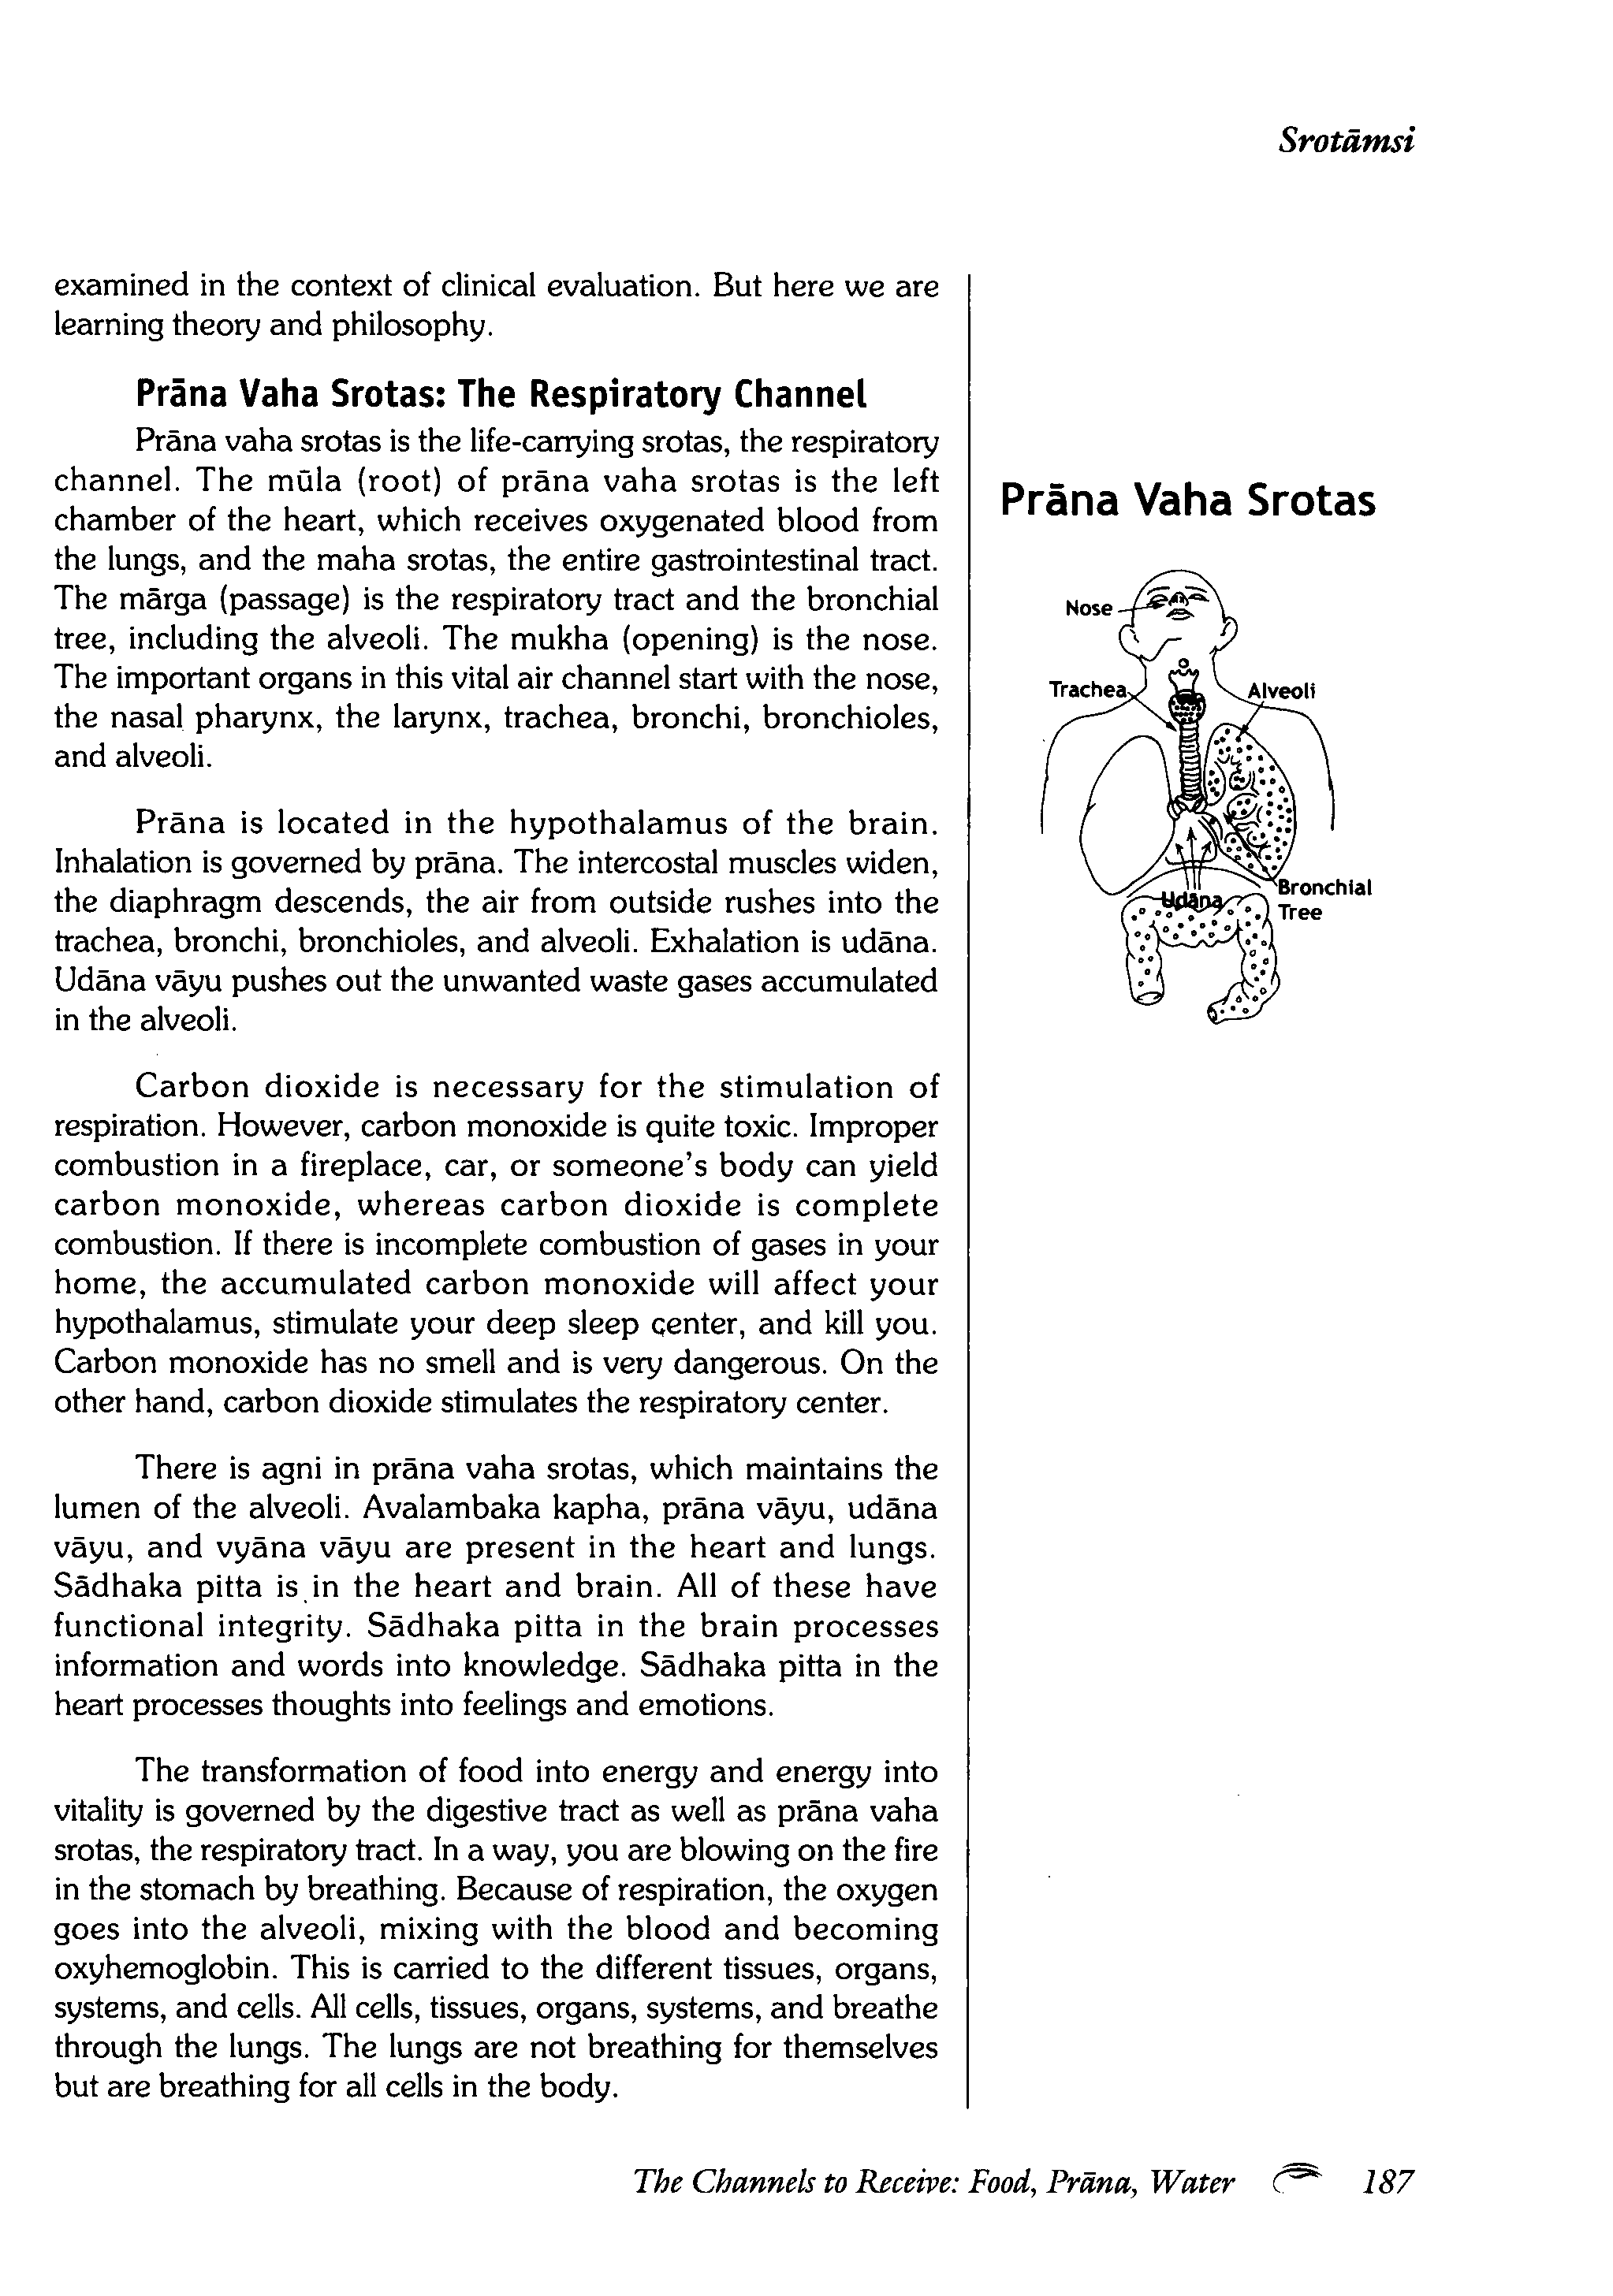 Srotāmsi
examined in the context of clinical evaluation. But here we are
learning theory and philosophy.
Prāna Vaha Srotas: The Respiratory Channel
Prāna vaha srotas is the life-carrying srotas, the respiratory
channel. The mūla (root) of prāna vaha srotas is the left
chamber of the heart, which receives oxygenated blood from
the lungs, and the maha srotas, the entire gastrointestinal tract.
The mārga (passage) is the respiratory tract and the bronchial
tree, including the alveoli. The mukha (opening) is the nose.
The important organs in this vital air channel start with the nose,
the nasal pharynx, the larynx, trachea, bronchi, bronchioles,
and alveoli.
Prāna is located in the hypothalamus of the brain.
Inhalation is governed by prāna. The intercostal muscles widen,
the diaphragm descends, the air from outside rushes into the
trachea, bronchi, bronchioles, and alveoli. Exhalation is udāna.
Udāna vāyu pushes out the unwanted waste gases accumulated
in the alveoli.
Carbon dioxide is necessary for the stimulation of
respiration. However, carbon monoxide is quite toxic. Improper
combustion in a fireplace, car, or someone's body can yield
carbon monoxide, whereas carbon dioxide is complete
combustion. If there is incomplete combustion of gases in your
home, the accumulated carbon monoxide will affect your
hypothalamus, stimulate your deep sleep center, and kill you.
Carbon monoxide has no smell and is very dangerous. On the
other hand, carbon dioxide stimulates the respiratory center.
There is agni in prāna vaha srotas, which maintains the
lumen of the alveoli. Avalambaka kapha, prāna vāyu, udāna
vāyu, and vyāna vāyu are present in the heart and lungs.
Sādhaka pitta is in the heart and brain. All of these have
functional integrity. Sādhaka pitta in the brain processes
information and words into knowledge. Sādhaka pitta in the
heart processes thoughts into feelings and emotions.
The transformation of food into energy and energy into
vitality is governed by the digestive tract as well as prāna vaha
srotas, the respiratory tract. In a way, you are blowing on the fire
in the stomach by breathing. Because of respiration, the oxygen
goes into the alveoli, mixing with the blood and becoming
oxyhemoglobin. This is carried to the different tissues, organs,
systems, and cells. All cells, tissues, organs, systems, and breathe
through the lungs. The lungs are not breathing for themselves
but are breathing for all cells in the body.
Prāna Vaha Srotas
Nose
Trachea
Alveoli
Bronchial
Tree
Udāna
The Channels to Receive: Food, Prāna, Water 187